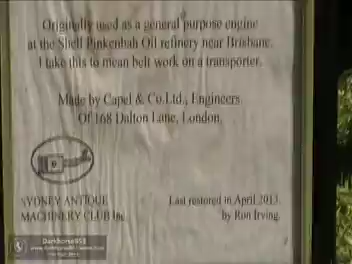 Originally used as a general purpose engine
at the Shell Pinkenbah Oil refinery near Brisbane.
I take this to mean belt work on a transporter.
Made by Capel & Co.Ltd., Engineers.
Of 168 Dalton Lane, London.
SYDNEY ANTIQUE
MACHINERY CLUB Inc.
Last restored in April 2013
by Ron Irving.
Darkhorse953